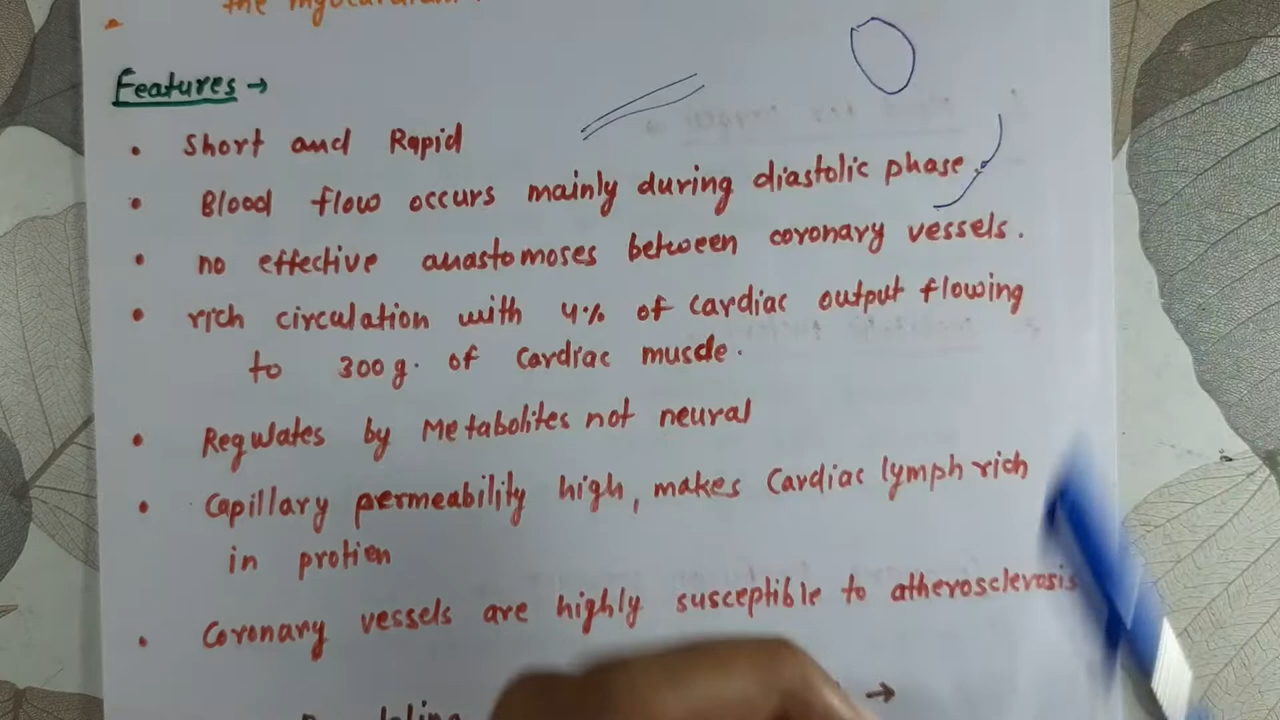 the myocardium.
Features →
• Short and Rapid
• Blood flow occurs mainly during diastolic phase.
• no effective anastomoses between coronary vessels.
• rich circulation with 4% of cardiac output flowing
to 300g. of cardiac muscle.
• Regulates by Metabolites not neural
• Capillary permeability high, makes Cardiac lymph rich
in protien
• Coronary vessels are highly susceptible to atherosclerosis
→